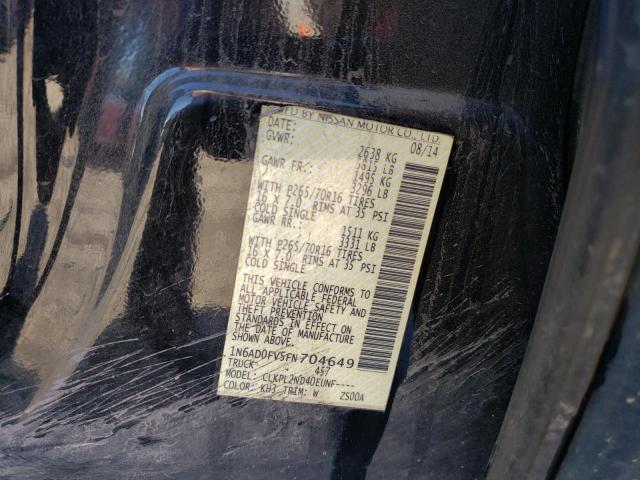 MFD BY NISSAN MOTOR CO., LTD.
DATE: 08/14
GVWR: 2638 KG
5815 LB
GAWR FR.: 1495 KG
3296 LB
WITH P265/70R16 TIRES
16 X 7.0 RIMS AT 35 PSI
COLD SINGLE
GAWR RR.: 1511 KG
3331 LB
WITH P265/70R16 TIRES
16 X 7.0 RIMS AT 35 PSI
COLD SINGLE
THIS VEHICLE CONFORMS TO
ALL APPLICABLE FEDERAL
MOTOR VEHICLE SAFETY AND
THEFT PREVENTION
STANDARDS IN EFFECT ON
THE DATE OF MANUFACTURE
SHOWN ABOVE.
1N6AD0FV5FN704649
TRUCK 457
MODEL: CLKPL2ND40EUNF----
COLOR: KH3 TRIM: W ZS00A